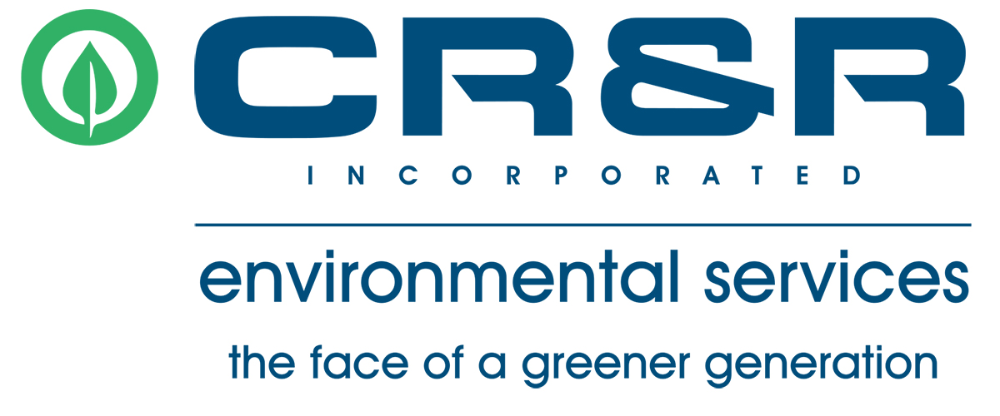 CR&R
INCORPORATED
environmental services
the face of a greener generation